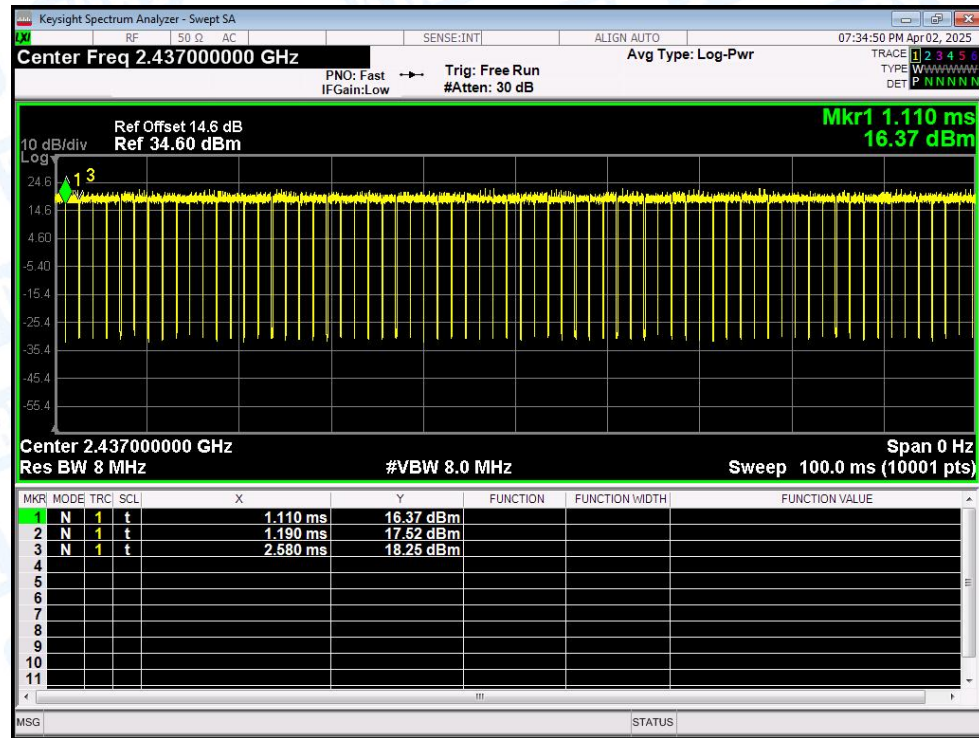 Keysight Spectrum Analyzer - Swept SA
LXI RF 50 Ω AC SENSE:INT ALIGN AUTO 07:34:50 PM Apr 02, 2025
Center Freq 2.437000000 GHz Avg Type: Log-Pwr TRACE 1 2 3 4 5 6
PNO: Fast Trig: Free Run TYPE WWWWWW
IFGain:Low #Atten: 30 dB DET P N N N N N
Mkr1 1.110 ms
16.37 dBm
Ref Offset 14.6 dB
10 dB/div Ref 34.60 dBm
Log
24.6
1 3
14.6
4.60
-5.40
-15.4
-25.4
-35.4
-45.4
-55.4
Center 2.437000000 GHz Span 0 Hz
Res BW 8 MHz #VBW 8.0 MHz Sweep 100.0 ms (10001 pts)
MKR MODE TRC SCL X Y FUNCTION FUNCTION WIDTH FUNCTION VALUE
1 N 1 t 1.110 ms 16.37 dBm
2 N 1 t 1.190 ms 17.52 dBm
3 N 1 t 2.580 ms 18.25 dBm
4
5
6
7
8
9
10
11
MSG STATUS